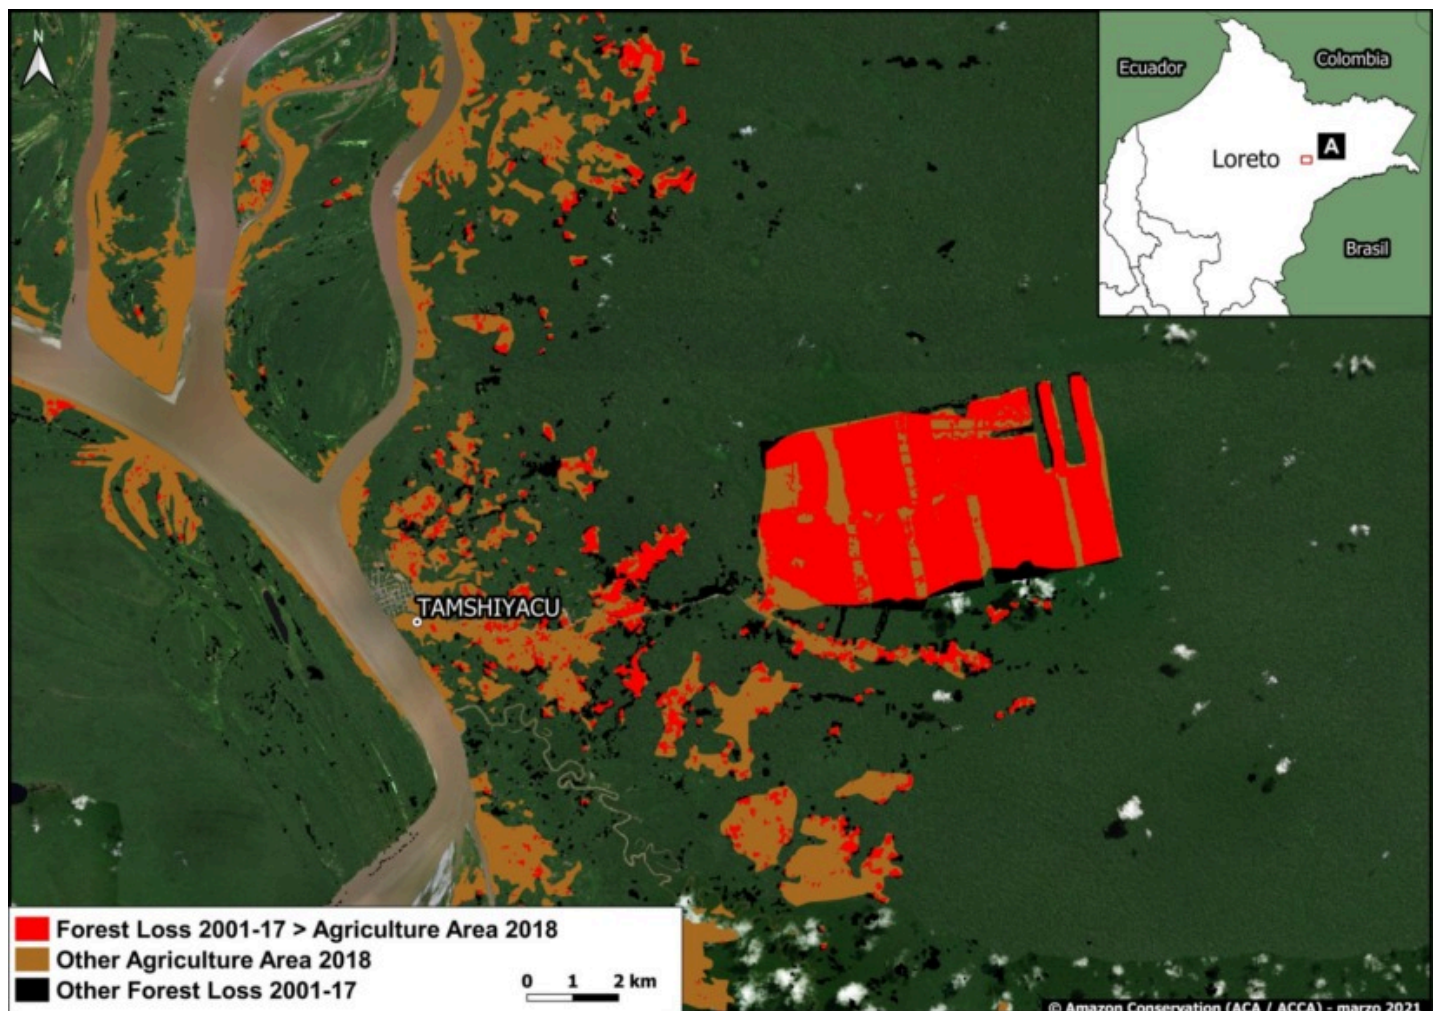 N
Ecuador
Colombia
A
Loreto
Brasil
TAMSHIYACU
Forest Loss 2001-17 > Agriculture Area 2018
Other Agriculture Area 2018
Other Forest Loss 2001-17
0 1 2 km
© Amazon Conservation (ACA / ACCA) - marzo 2021